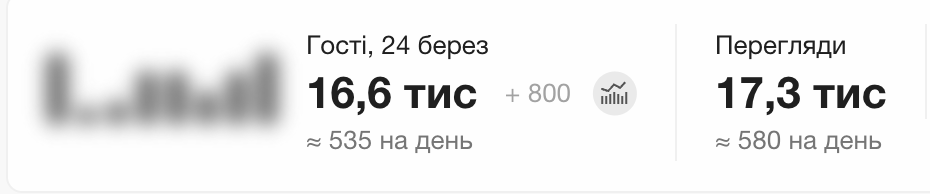 Гості, 24 берез
16,6 тис + 800
≈ 535 на день
Перегляди
17,3 тис
≈ 580 на день